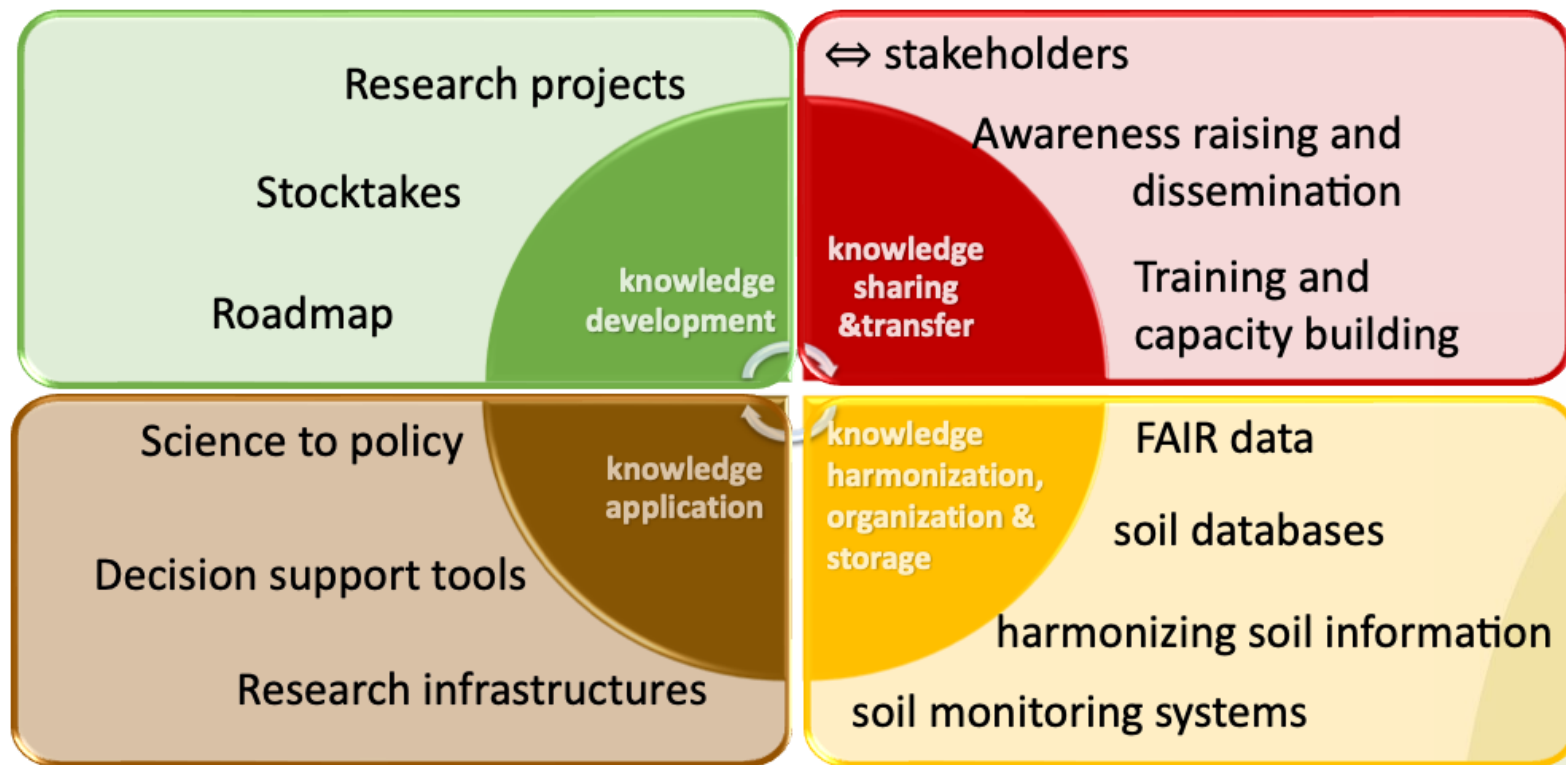 Research projects
Stocktakes
Roadmap
knowledge
development
⇔ stakeholders
Awareness raising and
dissemination
Training and
capacity building
knowledge
sharing
&transfer
Science to policy
Decision support tools
Research infrastructures
knowledge
application
knowledge
harmonization,
organization &
storage
FAIR data
soil databases
harmonizing soil information
soil monitoring systems